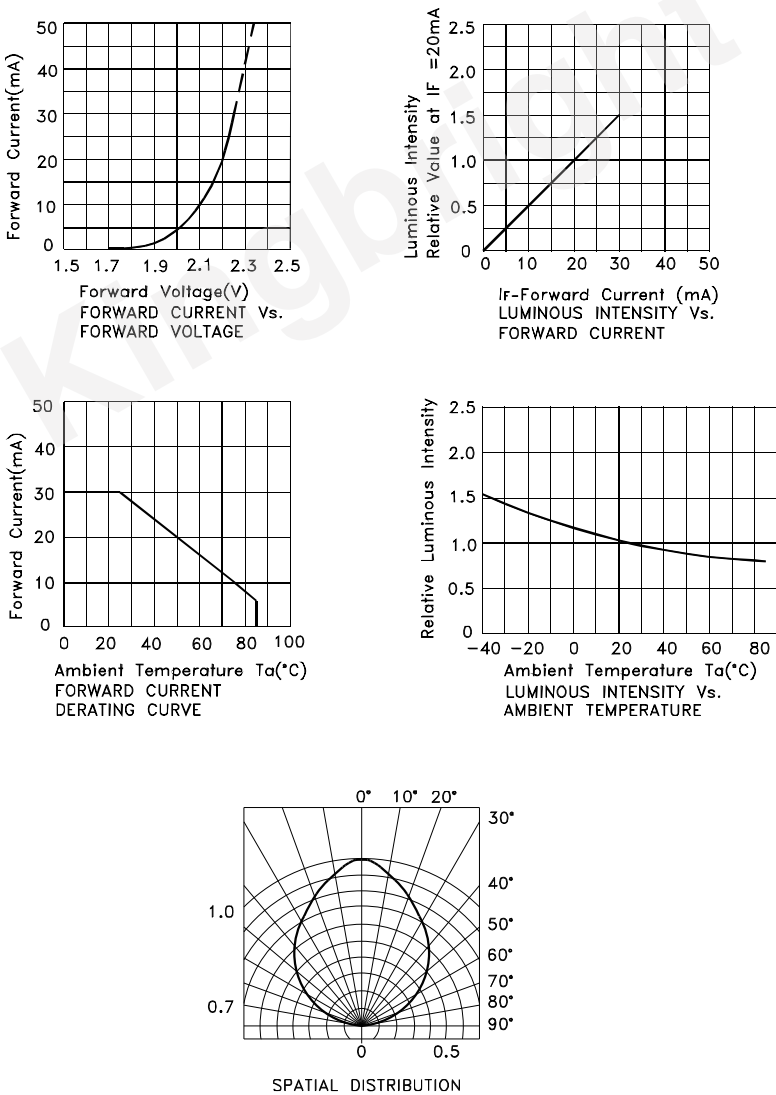 Kingbright
50
40
30
20
10
0
Forward Current(mA)
1.5 1.7 1.9 2.1 2.3 2.5
Forward Voltage(V)
FORWARD CURRENT Vs.
FORWARD VOLTAGE
2.5
2.0
1.5
1.0
0.5
0
Luminous Intensity
Relative Value at IF =20mA
0 10 20 30 40 50
IF-Forward Current (mA)
LUMINOUS INTENSITY Vs.
FORWARD CURRENT
50
40
30
20
10
0
Forward Current(mA)
0 20 40 60 80 100
Ambient Temperature Ta(°C)
FORWARD CURRENT
DERATING CURVE
2.5
2.0
1.5
1.0
0.5
0
Relative Luminous Intensity
-40 -20 0 20 40 60 80
Ambient Temperature Ta(°C)
LUMINOUS INTENSITY Vs.
AMBIENT TEMPERATURE
0° 10° 20°
30°
40°
50°
60°
70°
80°
90°
1.0
0.7
0 0.5
SPATIAL DISTRIBUTION